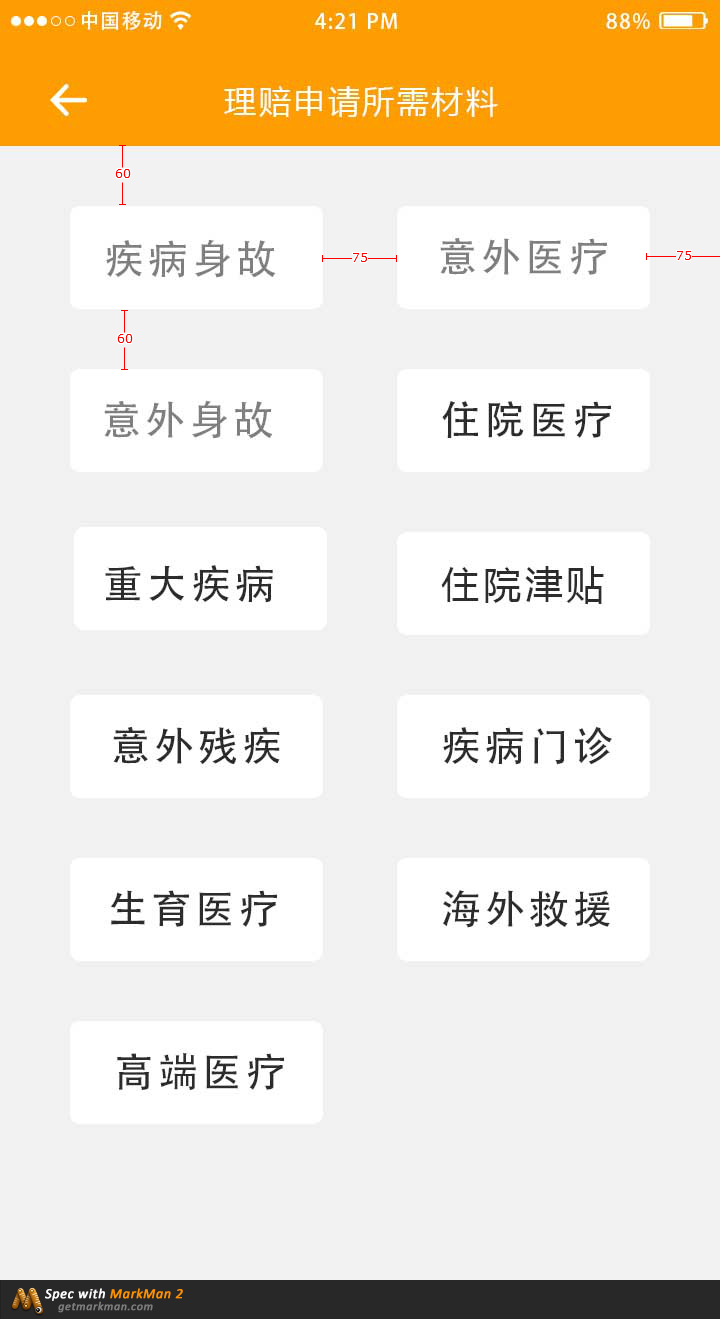 中国移动 4:21 PM 88%
理赔申请所需材料
60
疾病身故 75 意外医疗 75
60
意外身故 住院医疗
重大疾病 住院津贴
意外残疾 疾病门诊
生育医疗 海外救援
高端医疗
Spec with MarkMan 2
getmarkman.com